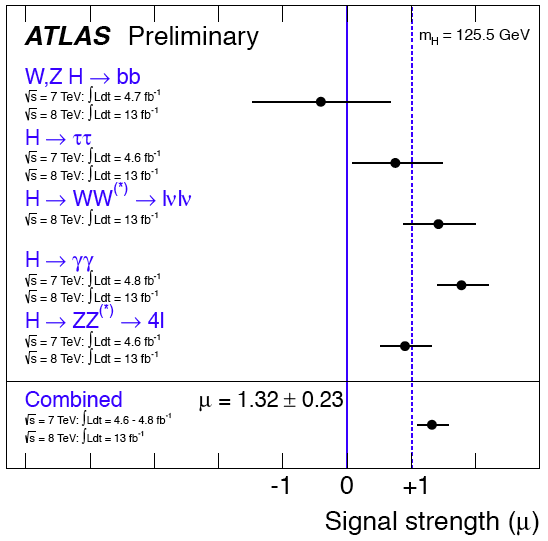 ATLAS Preliminary
m_H = 125.5 GeV
W,Z H → bb
√s = 7 TeV: ∫Ldt = 4.7 fb⁻¹
√s = 8 TeV: ∫Ldt = 13 fb⁻¹
H → ττ
√s = 7 TeV: ∫Ldt = 4.6 fb⁻¹
√s = 8 TeV: ∫Ldt = 13 fb⁻¹
H → WW⁽*⁾ → lνlν
√s = 8 TeV: ∫Ldt = 13 fb⁻¹
H → γγ
√s = 7 TeV: ∫Ldt = 4.8 fb⁻¹
√s = 8 TeV: ∫Ldt = 13 fb⁻¹
H → ZZ⁽*⁾ → 4l
√s = 7 TeV: ∫Ldt = 4.6 fb⁻¹
√s = 8 TeV: ∫Ldt = 13 fb⁻¹
Combined μ = 1.32 ± 0.23
√s = 7 TeV: ∫Ldt = 4.6 - 4.8 fb⁻¹
√s = 8 TeV: ∫Ldt = 13 fb⁻¹
-1 0 +1
Signal strength (μ)